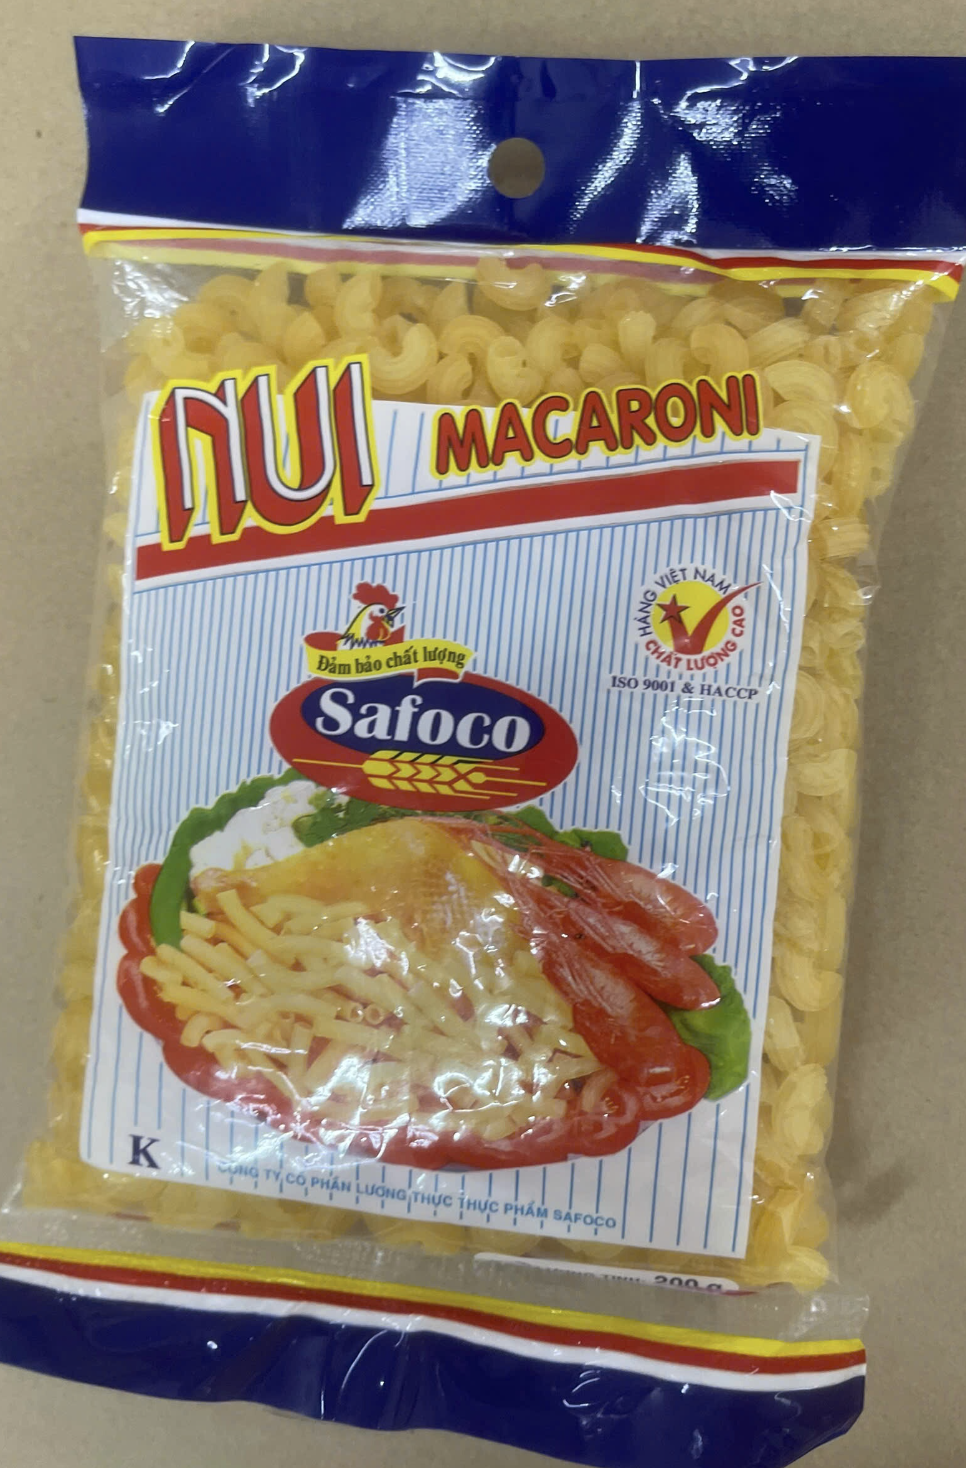 NUI MACARONI
HÀNG VIỆT NAM
CHẤT LƯỢNG CAO
ISO 9001 & HACCP
Đảm bảo chất lượng
Safoco
K
CÔNG TY CỔ PHẦN LƯƠNG THỰC THỰC PHẨM SAFOCO
200 g